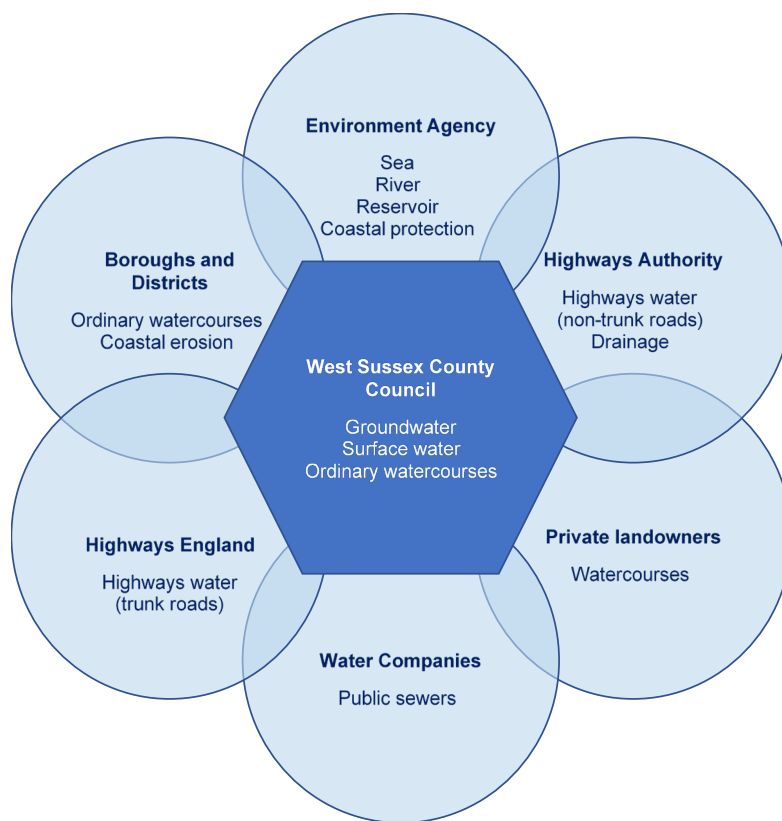 Environment Agency
Sea
River
Reservoir
Coastal protection
Boroughs and
Districts
Ordinary watercourses
Coastal erosion
Highways Authority
Highways water
(non-trunk roads)
Drainage
West Sussex County
Council
Groundwater
Surface water
Ordinary watercourses
Highways England
Highways water
(trunk roads)
Private landowners
Watercourses
Water Companies
Public sewers